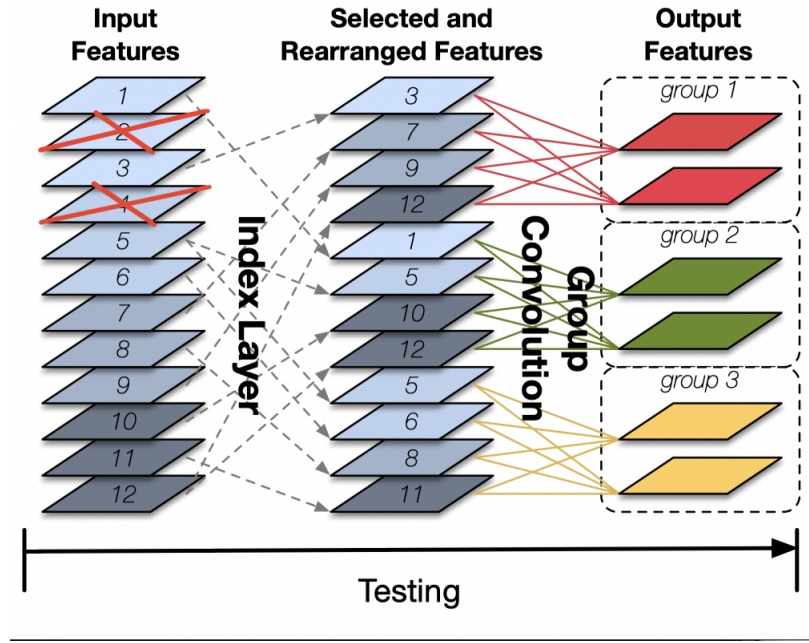 Input
Features
Selected and
Rearranged Features
Output
Features
1
2
3
4
5
6
7
8
9
10
11
12
Index Layer
3
7
9
12
1
5
10
12
5
6
8
11
Group
Convolution
group 1
group 2
group 3
Testing